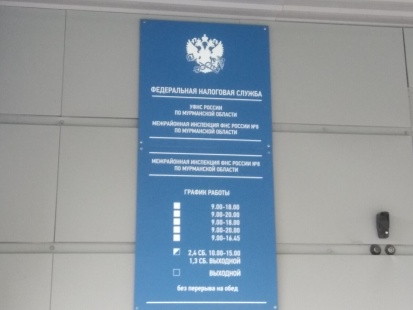 ФЕДЕРАЛЬНАЯ НАЛОГОВАЯ СЛУЖБА
УФНС РОССИИ
ПО МУРМАНСКОЙ ОБЛАСТИ
МЕЖРАЙОННАЯ ИНСПЕКЦИЯ ФНС РОССИИ №8
ПО МУРМАНСКОЙ ОБЛАСТИ
МЕЖРАЙОННАЯ ИНСПЕКЦИЯ ФНС РОССИИ №9
ПО МУРМАНСКОЙ ОБЛАСТИ
ГРАФИК РАБОТЫ
9.00-18.00
9.00-20.00
9.00-18.00
9.00-20.00
9.00-16.45
2,4 СБ. 10.00-15.00
1,3 СБ. ВЫХОДНОЙ
ВЫХОДНОЙ
без перерыва на обед